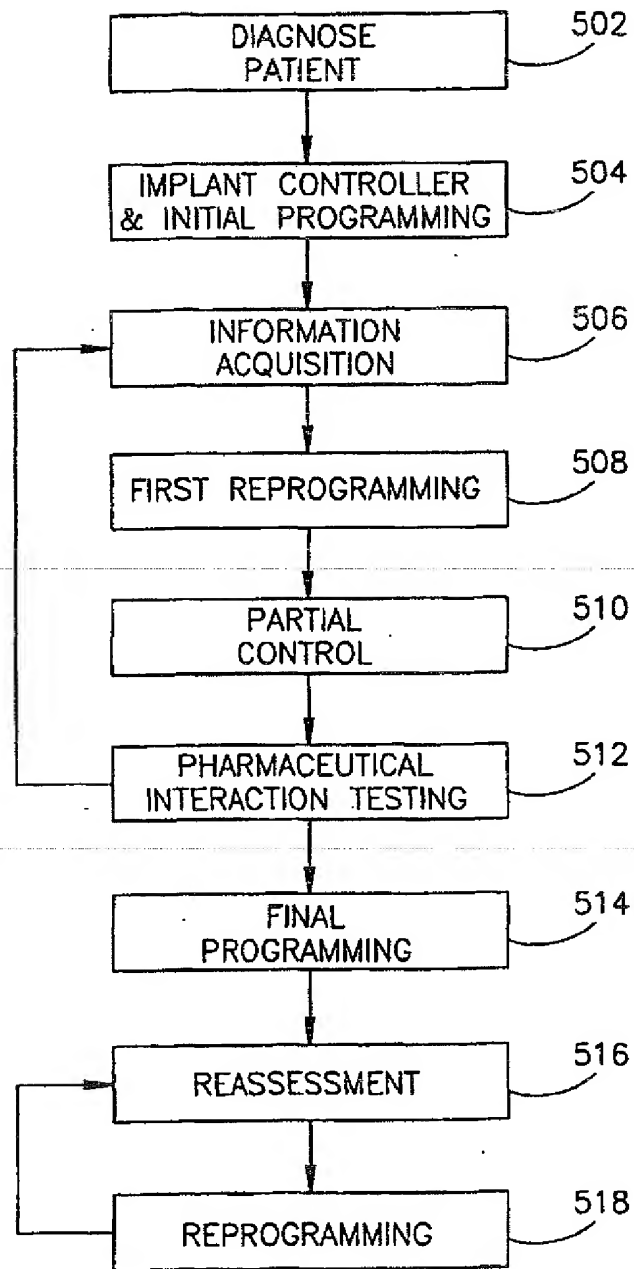 DIAGNOSE
PATIENT
502
IMPLANT CONTROLLER
& INITIAL PROGRAMMING
504
INFORMATION
ACQUISITION
506
FIRST REPROGRAMMING
508
PARTIAL
CONTROL
510
PHARMACEUTICAL
INTERACTION TESTING
512
FINAL
PROGRAMMING
514
REASSESSMENT
516
REPROGRAMMING
518